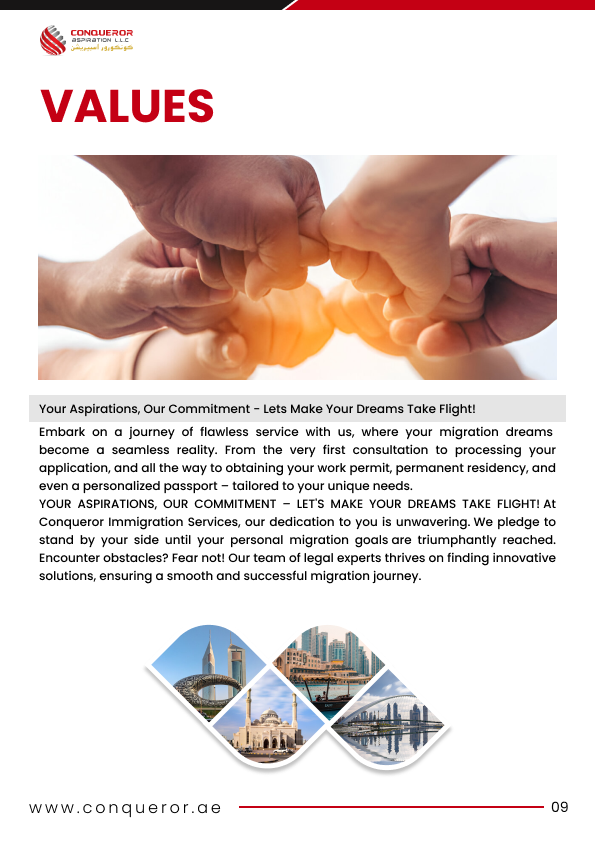 CONQUEROR
ASPIRATION L.L.C
كونكورور اسبيريشن
VALUES
Your Aspirations, Our Commitment - Lets Make Your Dreams Take Flight!
Embark on a journey of flawless service with us, where your migration dreams
become a seamless reality. From the very first consultation to processing your
application, and all the way to obtaining your work permit, permanent residency, and
even a personalized passport – tailored to your unique needs.
YOUR ASPIRATIONS, OUR COMMITMENT – LET'S MAKE YOUR DREAMS TAKE FLIGHT! At
Conqueror Immigration Services, our dedication to you is unwavering. We pledge to
stand by your side until your personal migration goals are triumphantly reached.
Encounter obstacles? Fear not! Our team of legal experts thrives on finding innovative
solutions, ensuring a smooth and successful migration journey.
www.conqueror.ae
09